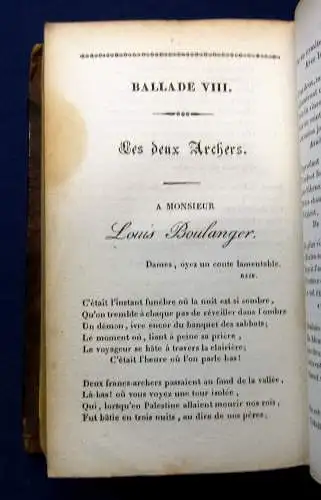 BALLADE VIII.
Les deux Archers.
A MONSIEUR
Louis Boulanger.
Dames, oyez un conte lamentable.
BAÏF.
C'était l'instant funèbre où la nuit est si sombre,
Qu'on tremble à chaque pas de réveiller dans l'ombre
Un démon, ivre encor du banquet des sabbats;
Le moment où, liant à peine sa prière,
Le voyageur se hâte à travers la clairière;
C'était l'heure où l'on parle bas!
Deux francs-archers passaient au fond de la vallée,
Là-bas! où vous voyez une tour isolée,
Qui, lorsqu'en Palestine allaient mourir nos rois,
Fut bâtie en trois nuits, au dire de nos pères;